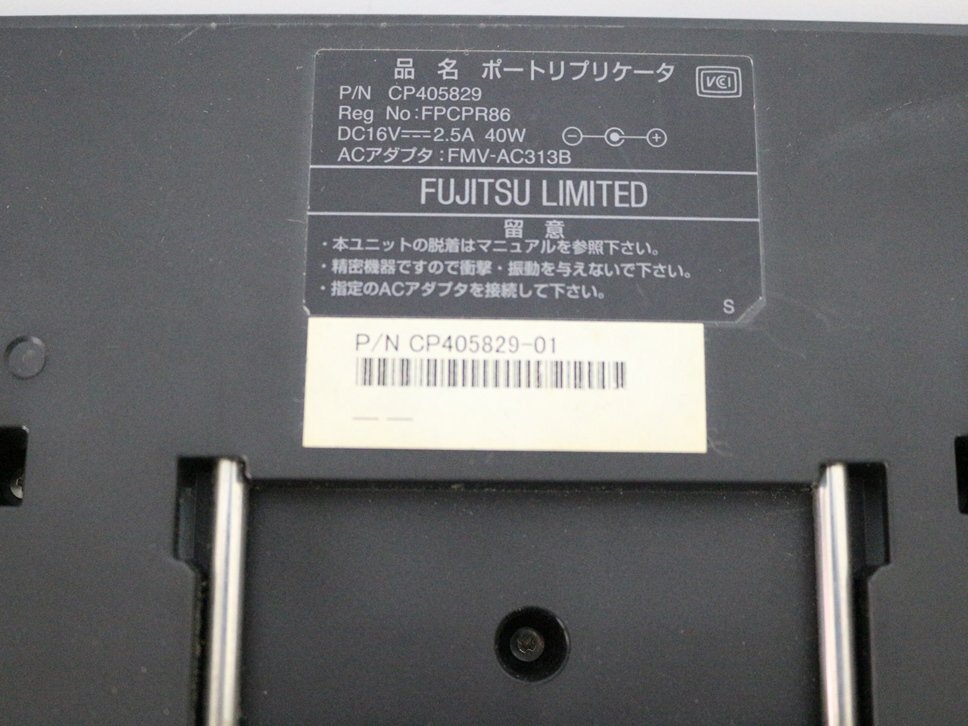 品 名 ポートリプリケータ
VCI
P/N CP405829
Reg No:FPCPR86
DC16V⎓2.5A 40W
ACアダプタ:FMV-AC313B
FUJITSU LIMITED
留 意
・本ユニットの脱着はマニュアルを参照下さい。
・精密機器ですので衝撃・振動を与えないで下さい。
・指定のACアダプタを接続して下さい。
S
P/N CP405829-01